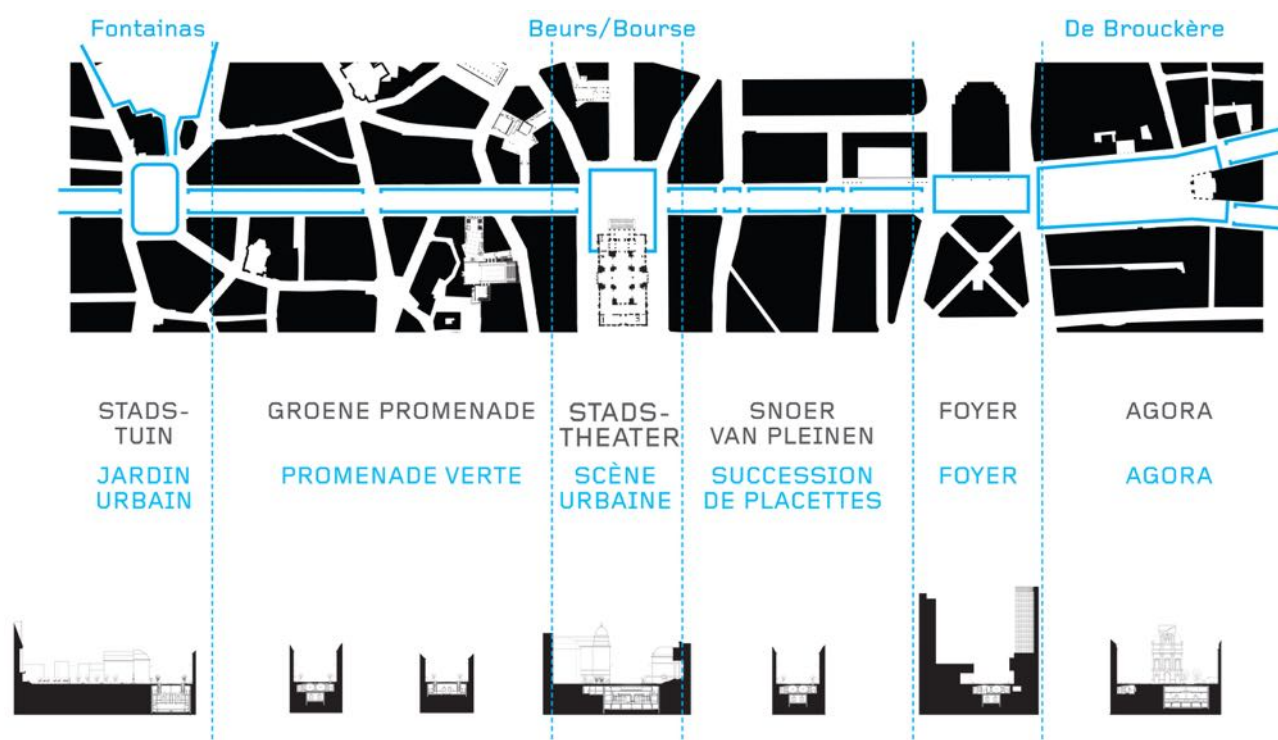 Fontainas
Beurs/Bourse
De Brouckère
STADS-
TUIN
GROENE PROMENADE
STADS-
THEATER
SNOER
VAN PLEINEN
FOYER
AGORA
JARDIN
URBAIN
PROMENADE VERTE
SCÈNE
URBAINE
SUCCESSION
DE PLACETTES
FOYER
AGORA